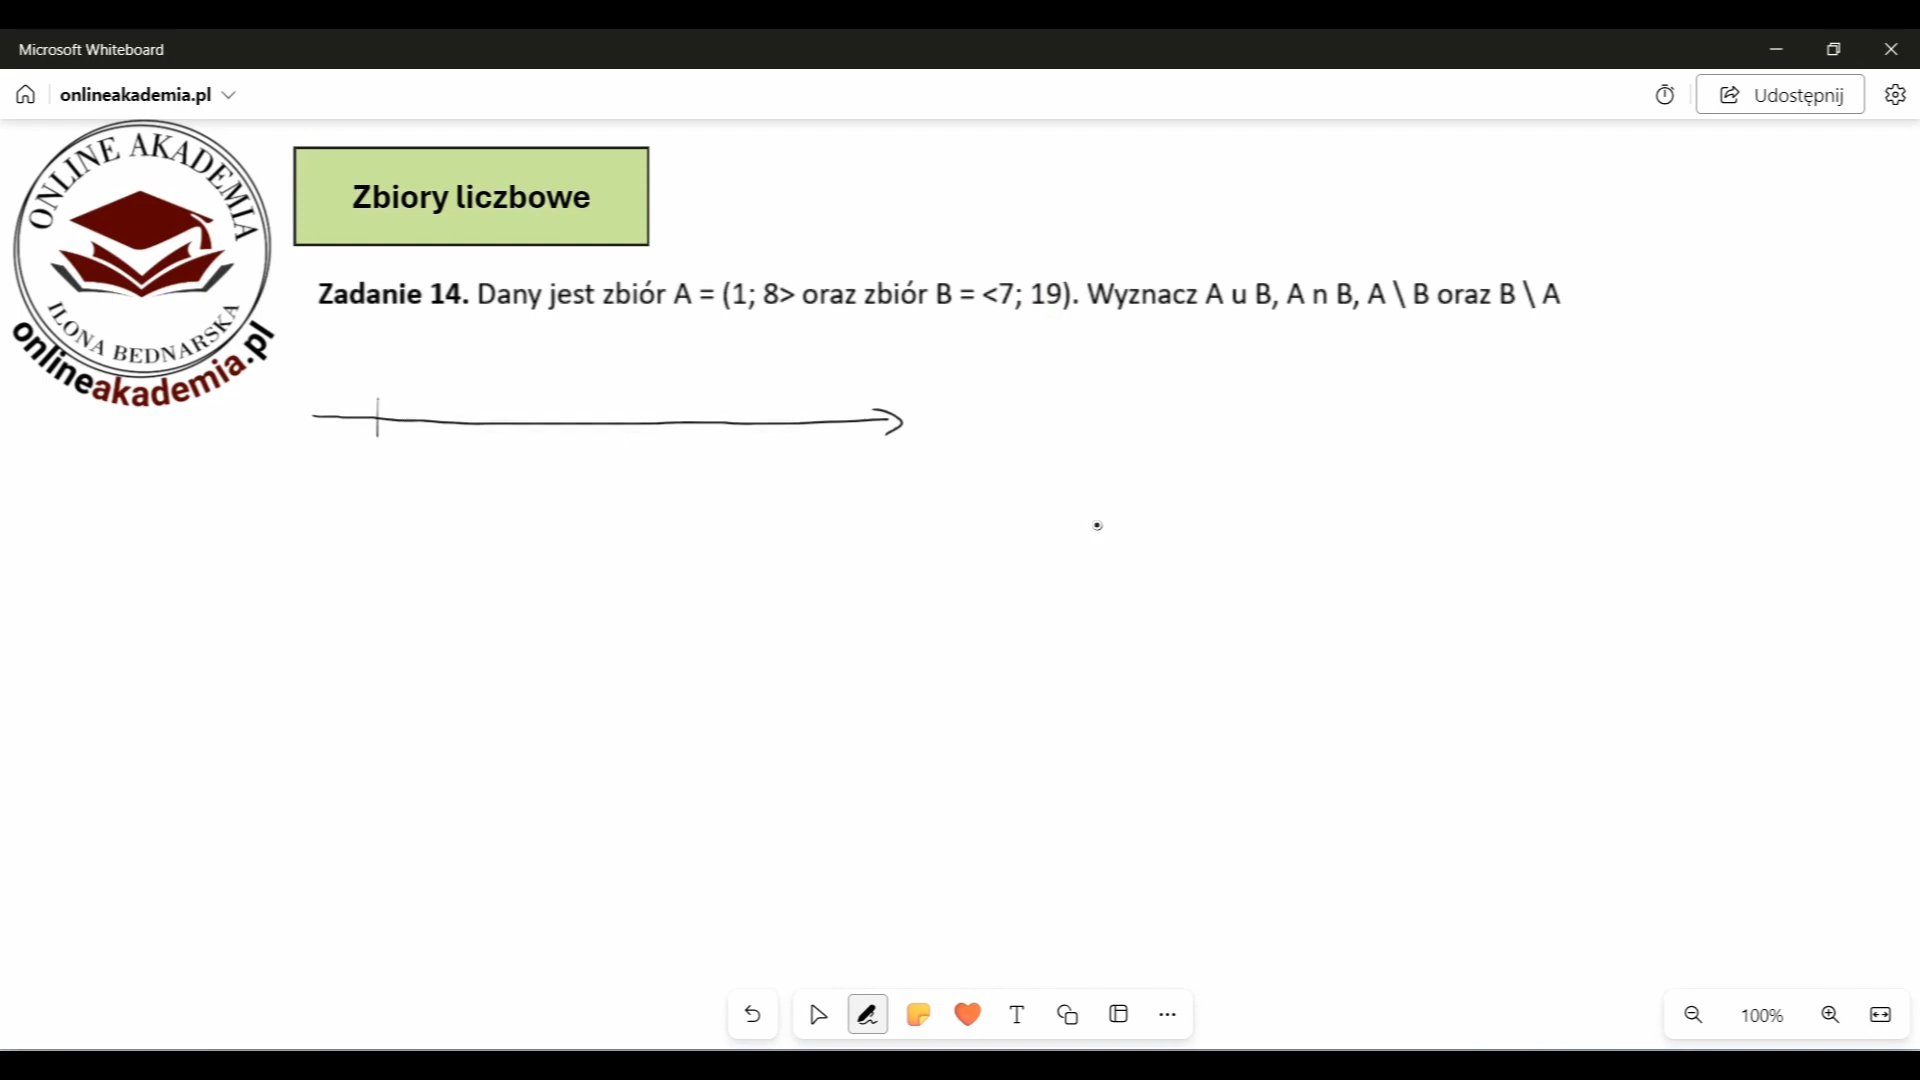 Microsoft Whiteboard
onlineakademia.pl
Udostępnij
ONLINE AKADEMIA
ILONA BEDNARSKA
onlineakademia.pl
Zbiory liczbowe
Zadanie 14. Dany jest zbiór A = (1; 8> oraz zbiór B = <7; 19). Wyznacz A u B, A n B, A \ B oraz B \ A
100%